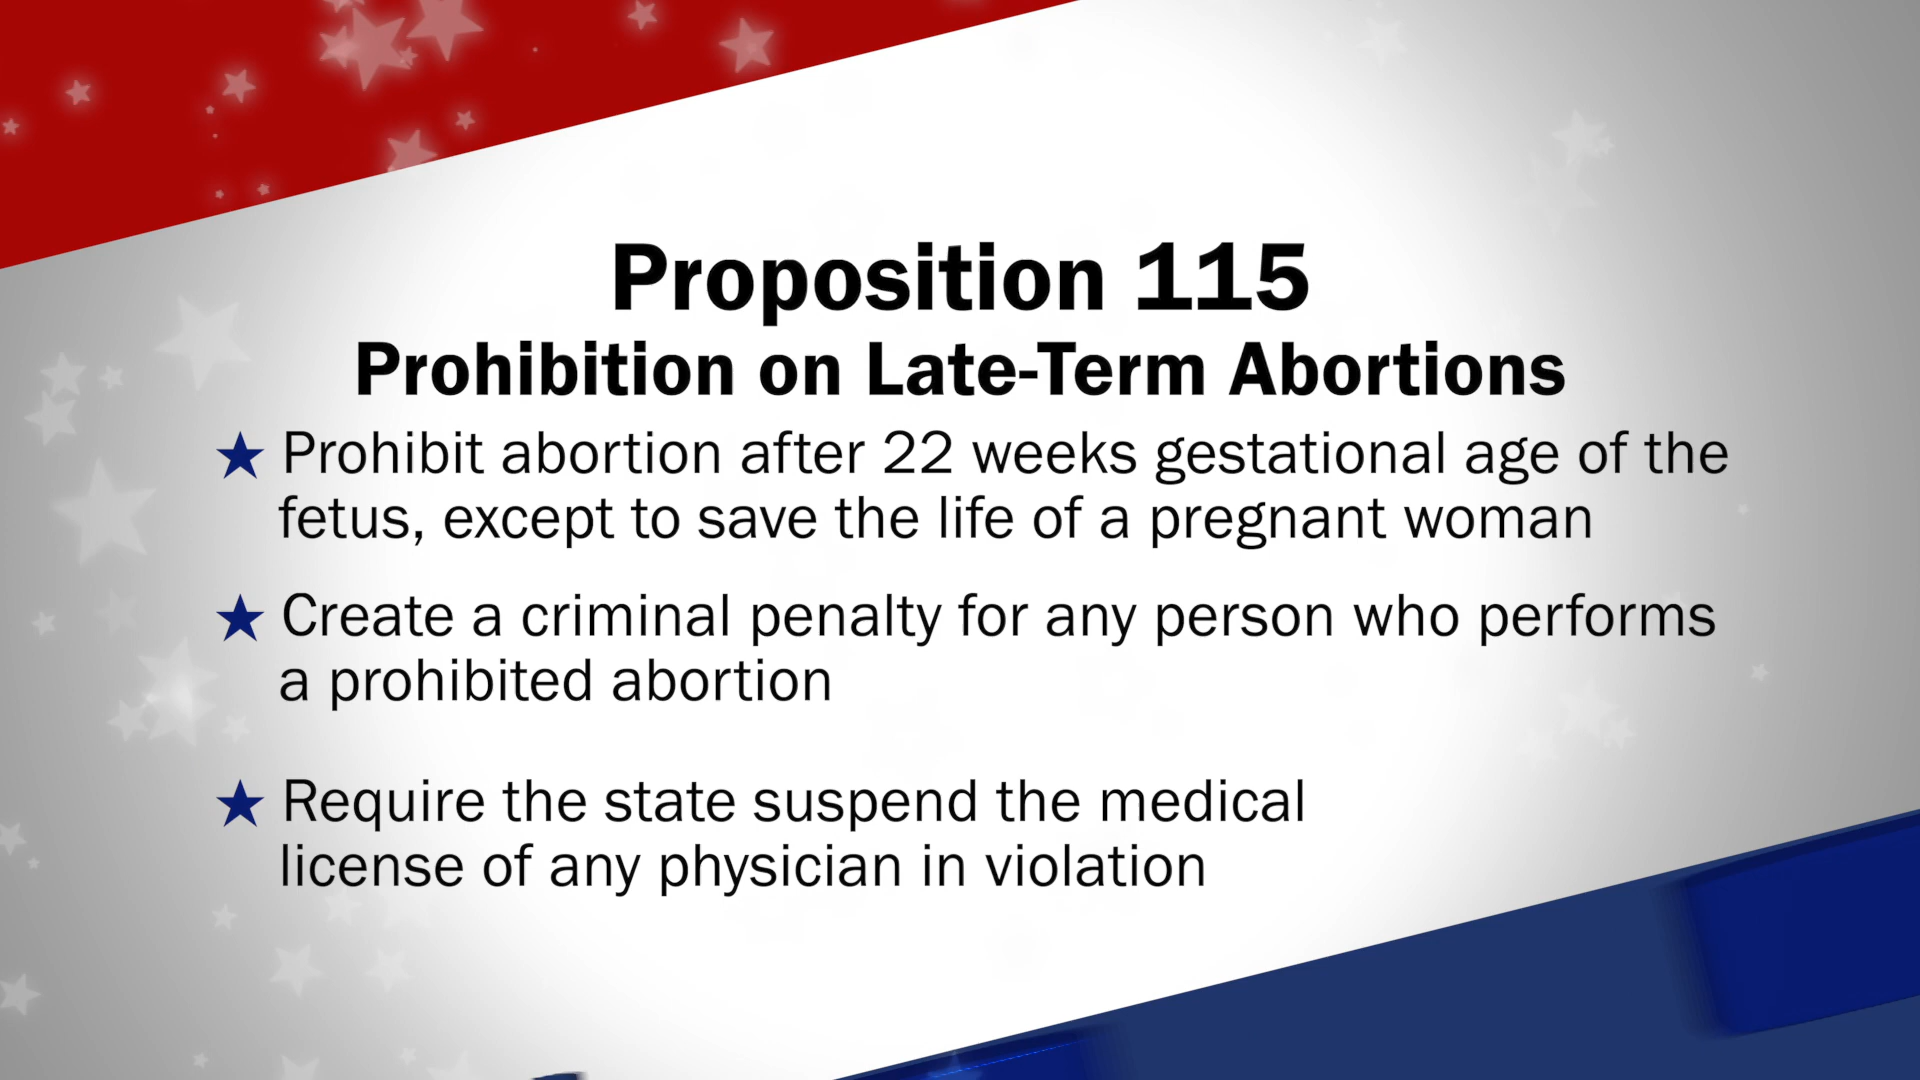 Proposition 115
Prohibition on Late-Term Abortions
Prohibit abortion after 22 weeks gestational age of the
fetus, except to save the life of a pregnant woman
Create a criminal penalty for any person who performs
a prohibited abortion
Require the state suspend the medical
license of any physician in violation